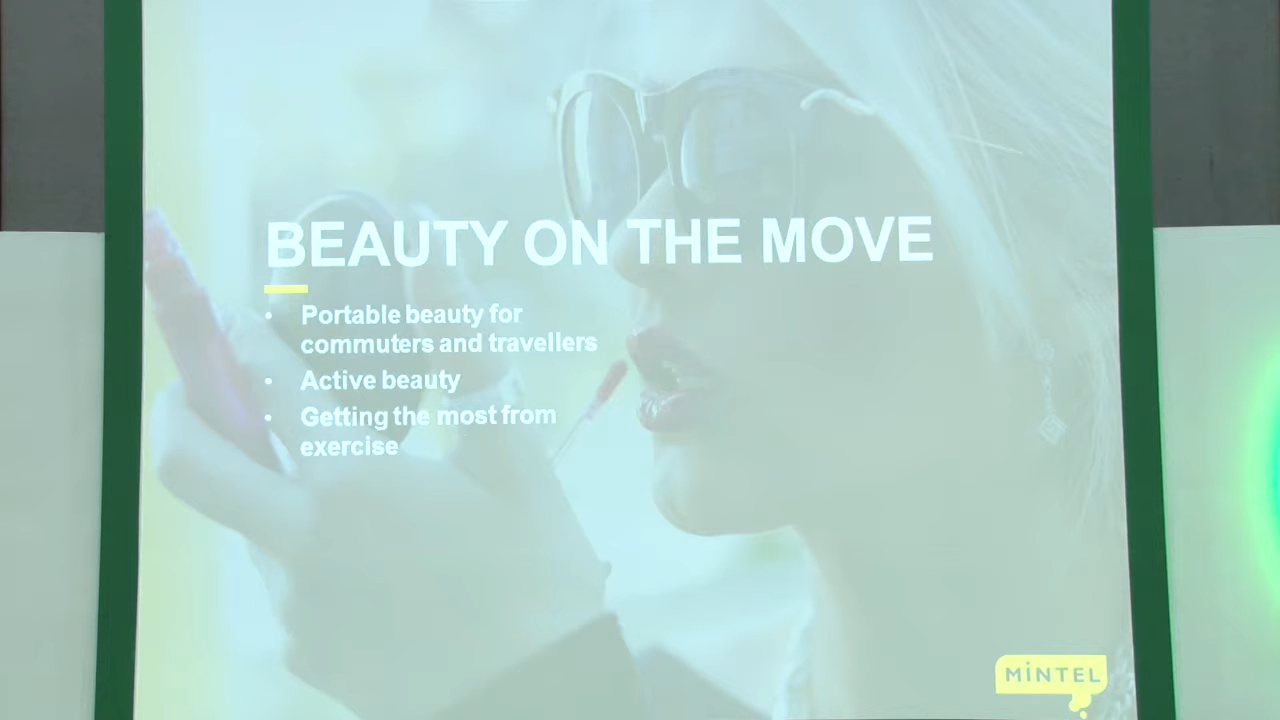 BEAUTY ON THE MOVE
• Portable beauty for
commuters and travellers
• Active beauty
• Getting the most from
exercise
MiNTEL